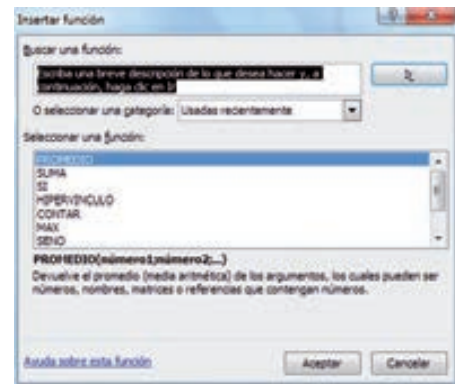 Insertar función
Buscar una función:
Escriba una breve descripción de lo que desea hacer y, a
continuación, haga clic en Ir
Ir
O seleccionar una categoría: Usadas recientemente
Seleccionar una función:
PROMEDIO
SUMA
SI
HIPERVINCULO
CONTAR
MAX
SENO
PROMEDIO(número1;número2;...)
Devuelve el promedio (media aritmética) de los argumentos, los cuales pueden ser
números, nombres, matrices o referencias que contengan números.
Ayuda sobre esta función
Aceptar
Cancelar